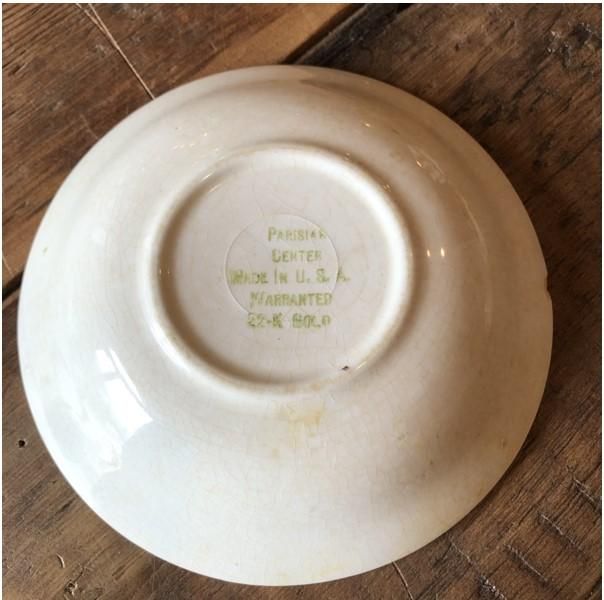 PARISIAN
CENTER
MADE IN U. S. A.
WARRANTED
22-K GOLD